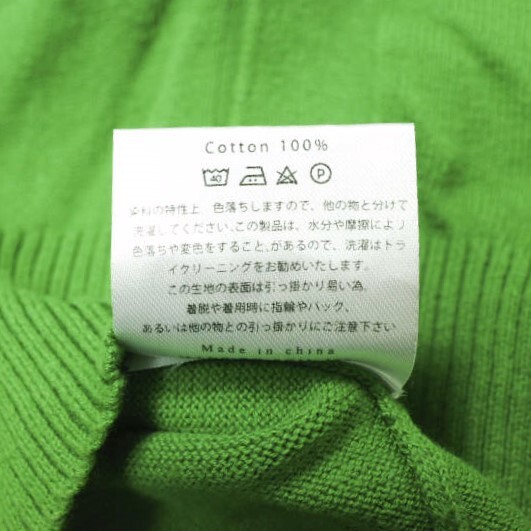 Cotton 100%
40 P
染料の特性上 色落ちしますので、他の物と分けて
洗濯してください。この製品は、水分や摩擦により
色落ちや変色をすること,があるので、洗濯はトラ
イクリーニングをお勧めいたします。
この生地の表面は引っ掛かり易い為、
着脱や着用時に指輪やバッグ、
あるいは他の物との引っ掛かりにご注意下さい
Made in china